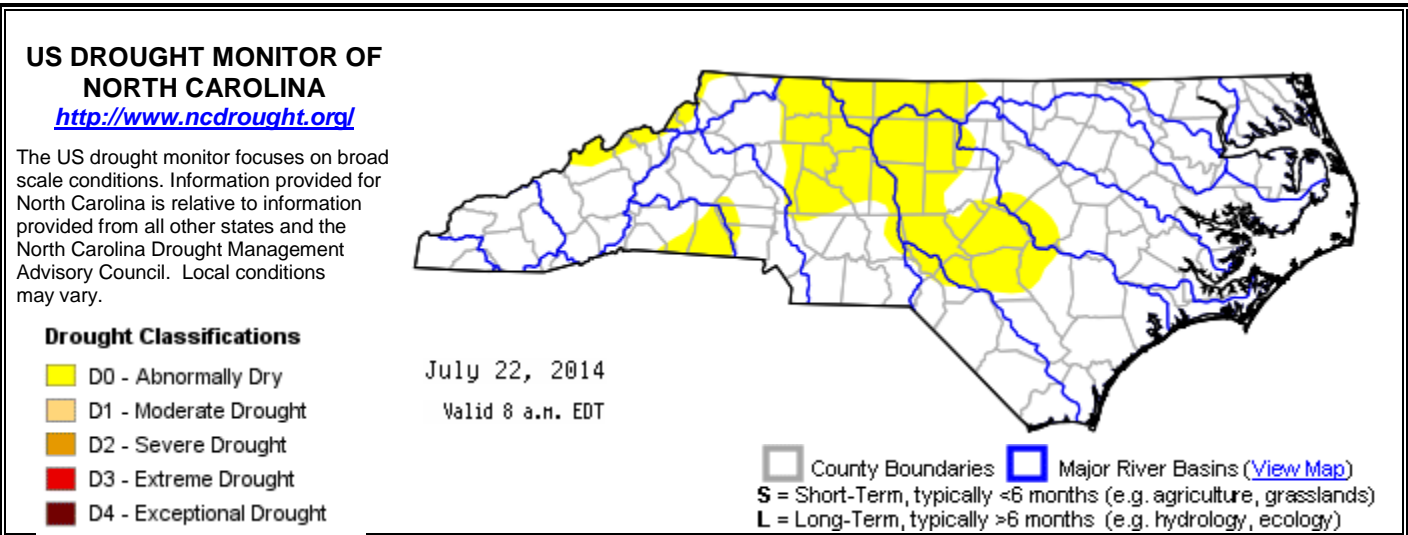 US DROUGHT MONITOR OF
NORTH CAROLINA
http://www.ncdrought.org/
The US drought monitor focuses on broad
scale conditions. Information provided for
North Carolina is relative to information
provided from all other states and the
North Carolina Drought Management
Advisory Council.  Local conditions
may vary.
Drought Classifications
D0 - Abnormally Dry
D1 - Moderate Drought
D2 - Severe Drought
D3 - Extreme Drought
D4 - Exceptional Drought
July 22, 2014
Valid 8 a.m. EDT
County Boundaries
Major River Basins (View Map)
S = Short-Term, typically <6 months (e.g. agriculture, grasslands)
L = Long-Term, typically >6 months (e.g. hydrology, ecology)